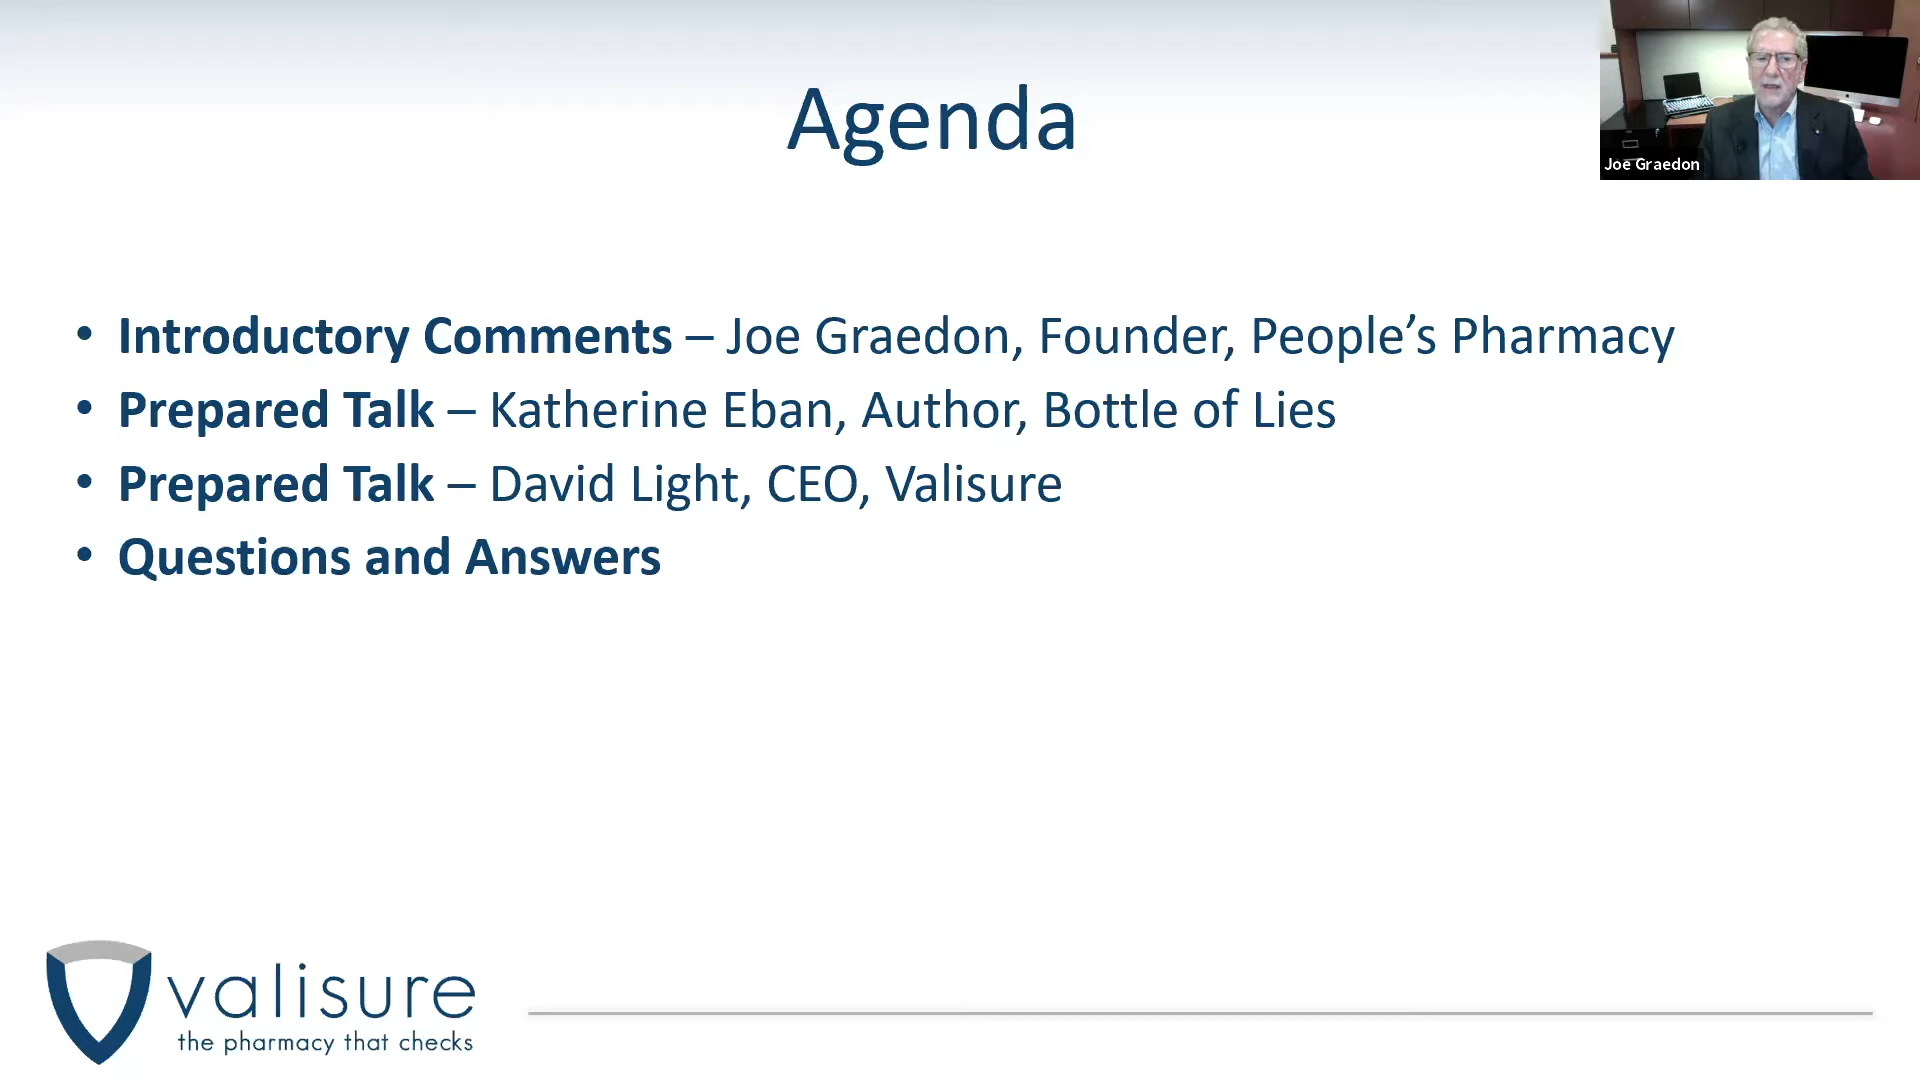 Agenda
Joe Graedon
• Introductory Comments – Joe Graedon, Founder, People’s Pharmacy
• Prepared Talk – Katherine Eban, Author, Bottle of Lies
• Prepared Talk – David Light, CEO, Valisure
• Questions and Answers
valisure
the pharmacy that checks